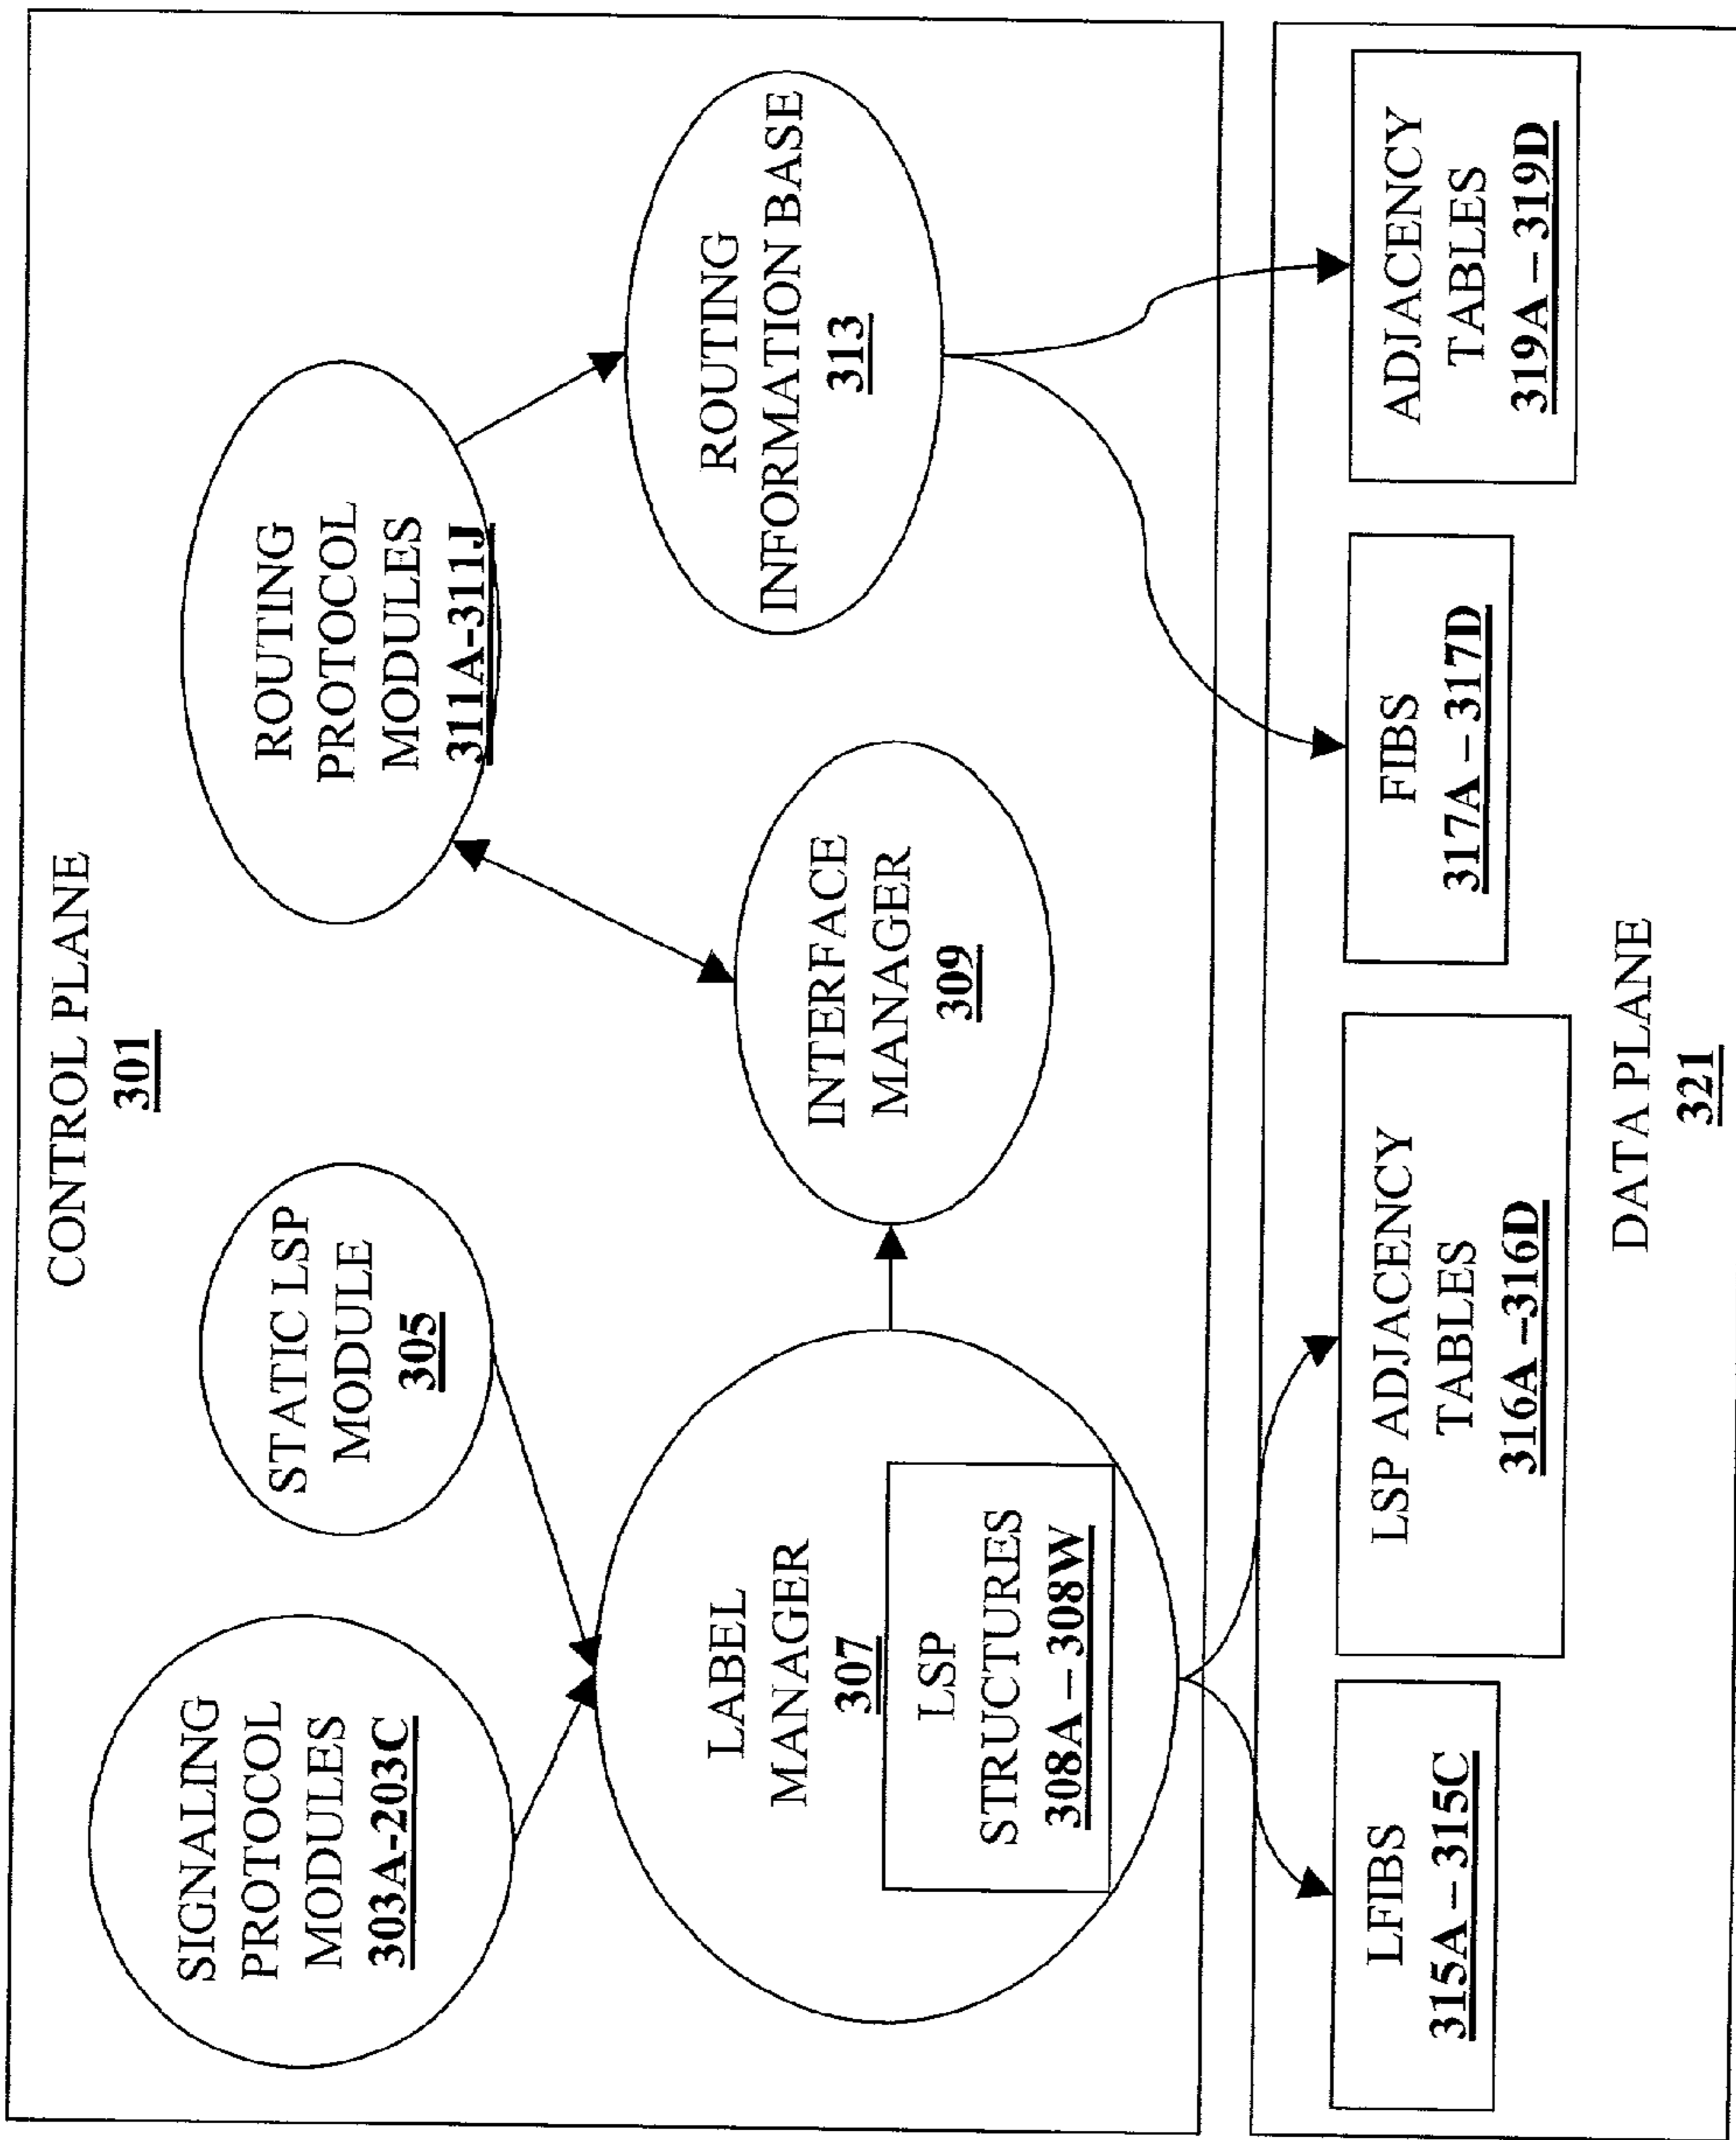 CONTROL PLANE
301
SIGNALING
PROTOCOL
MODULES
303A-203C
STATIC LSP
MODULE
305
ROUTING
PROTOCOL
MODULES
311A-311J
LABEL
MANAGER
307
LSP
STRUCTURES
308A – 308W
INTERFACE
MANAGER
309
ROUTING
INFORMATION BASE
313
LFIBS
315A – 315C
LSP ADJACENCY
TABLES
316A –316D
FIBS
317A – 317D
ADJACENCY
TABLES
319A – 319D
DATA PLANE
321